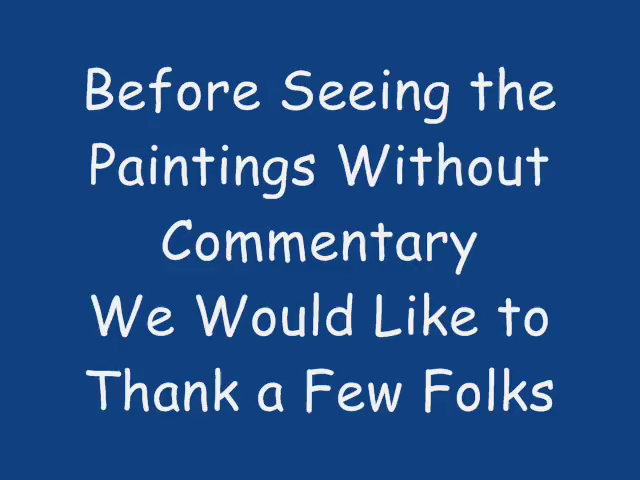 Before Seeing the
Paintings Without
Commentary
We Would Like to
Thank a Few Folks